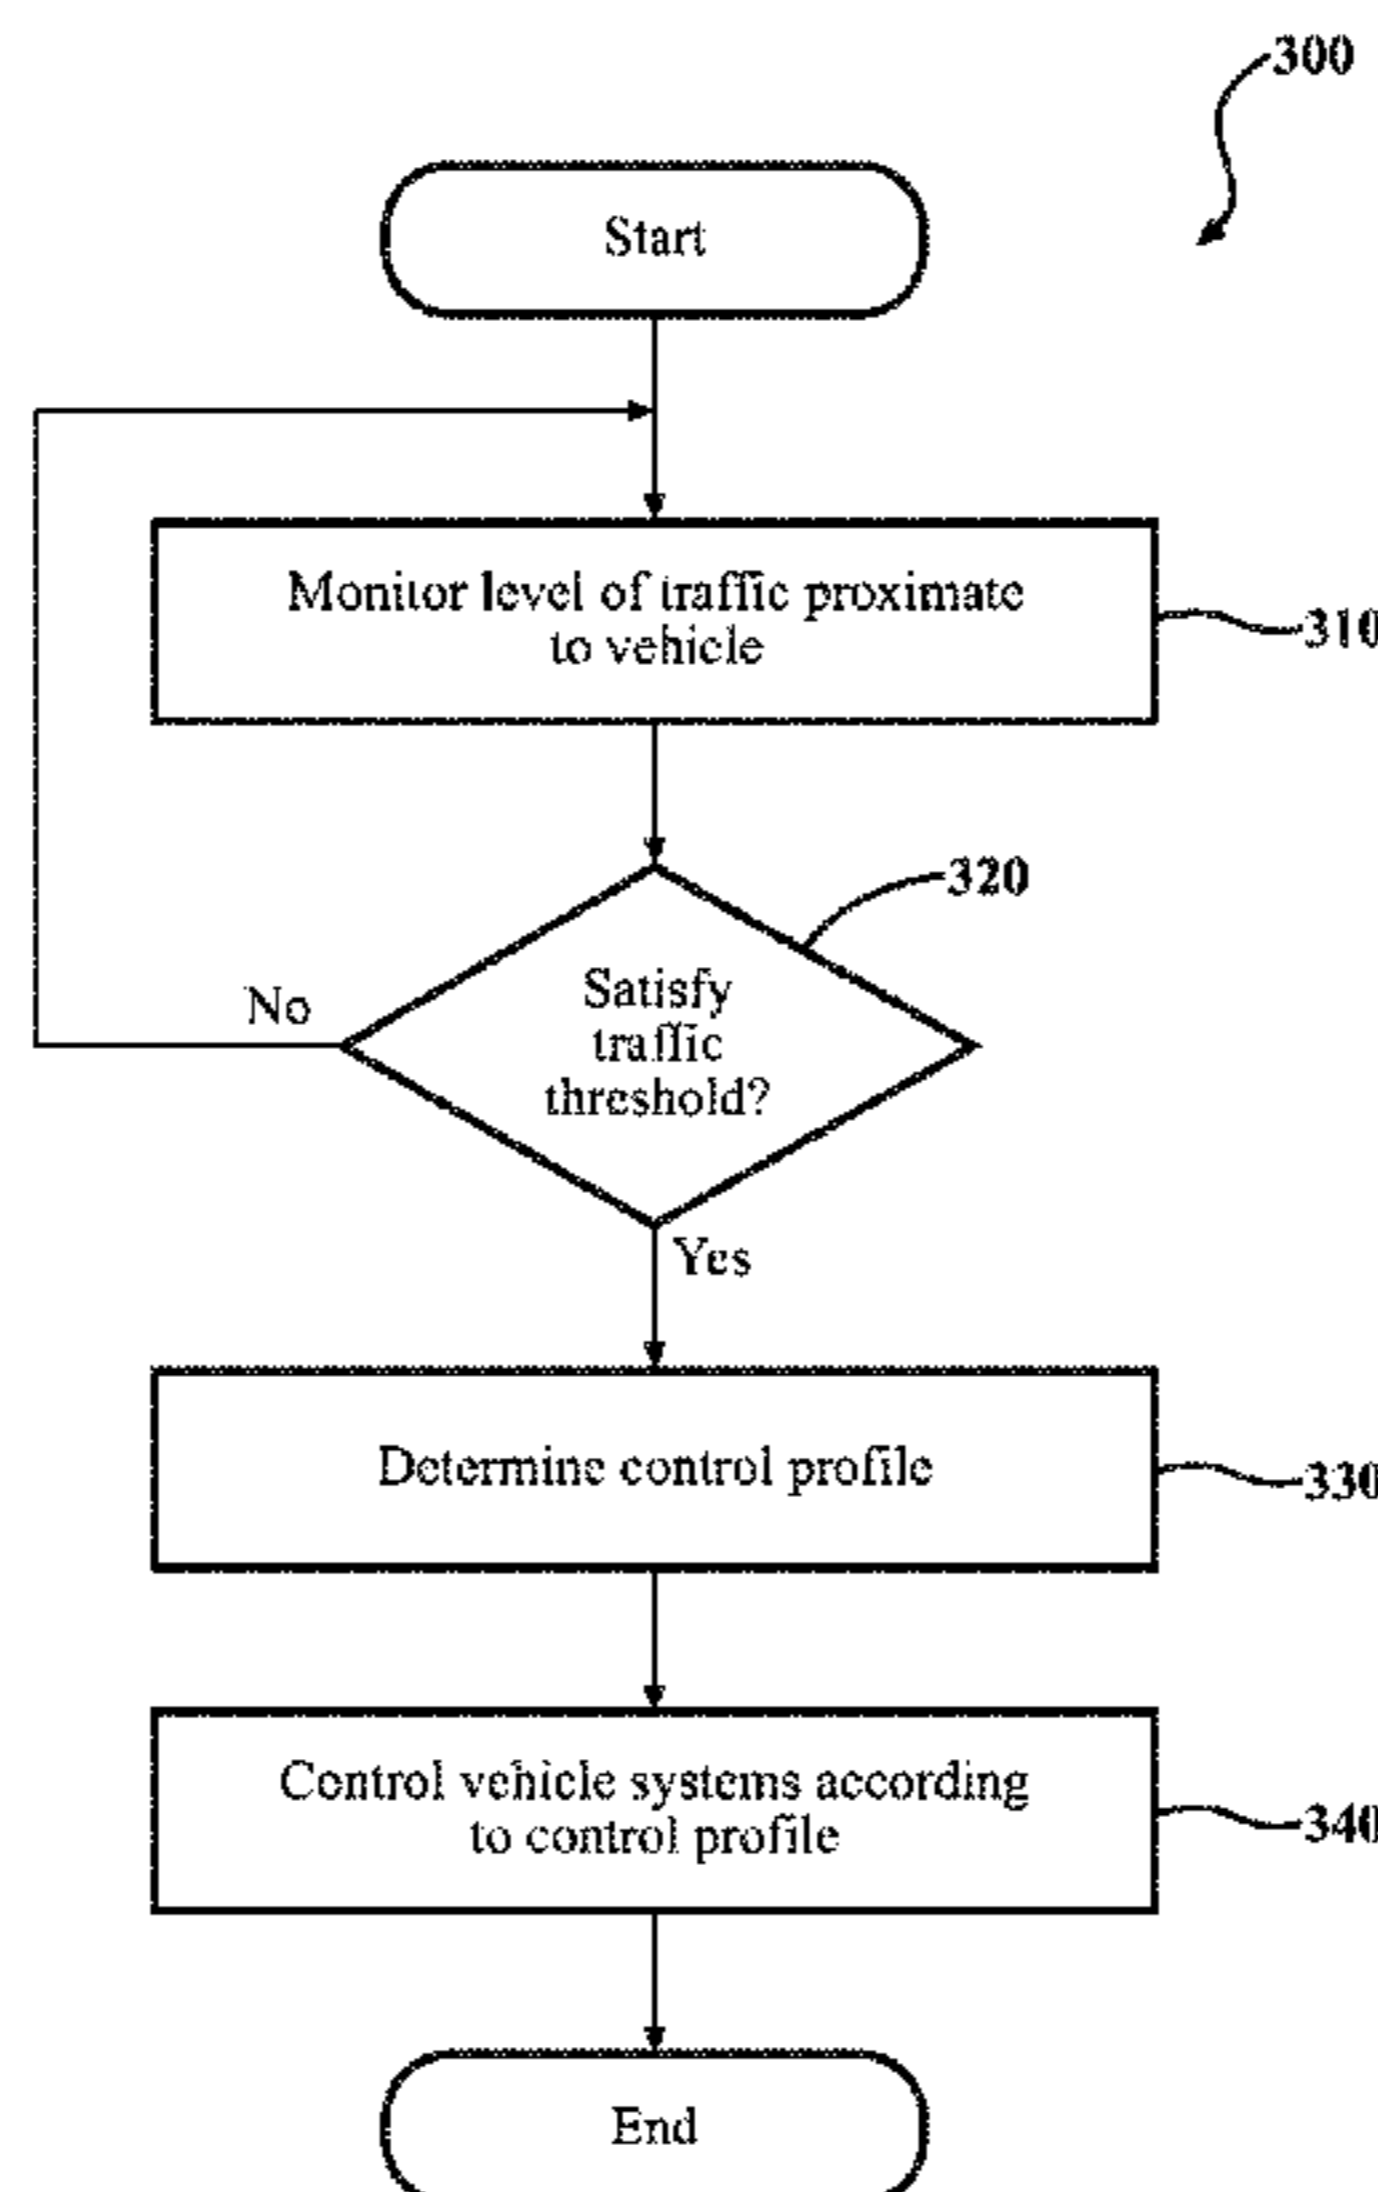 300
Start
Monitor level of traffic proximate
to vehicle
310
320
Satisfy
traffic
threshold?
No
Yes
Determine control profile
330
Control vehicle systems according
to control profile
340
End